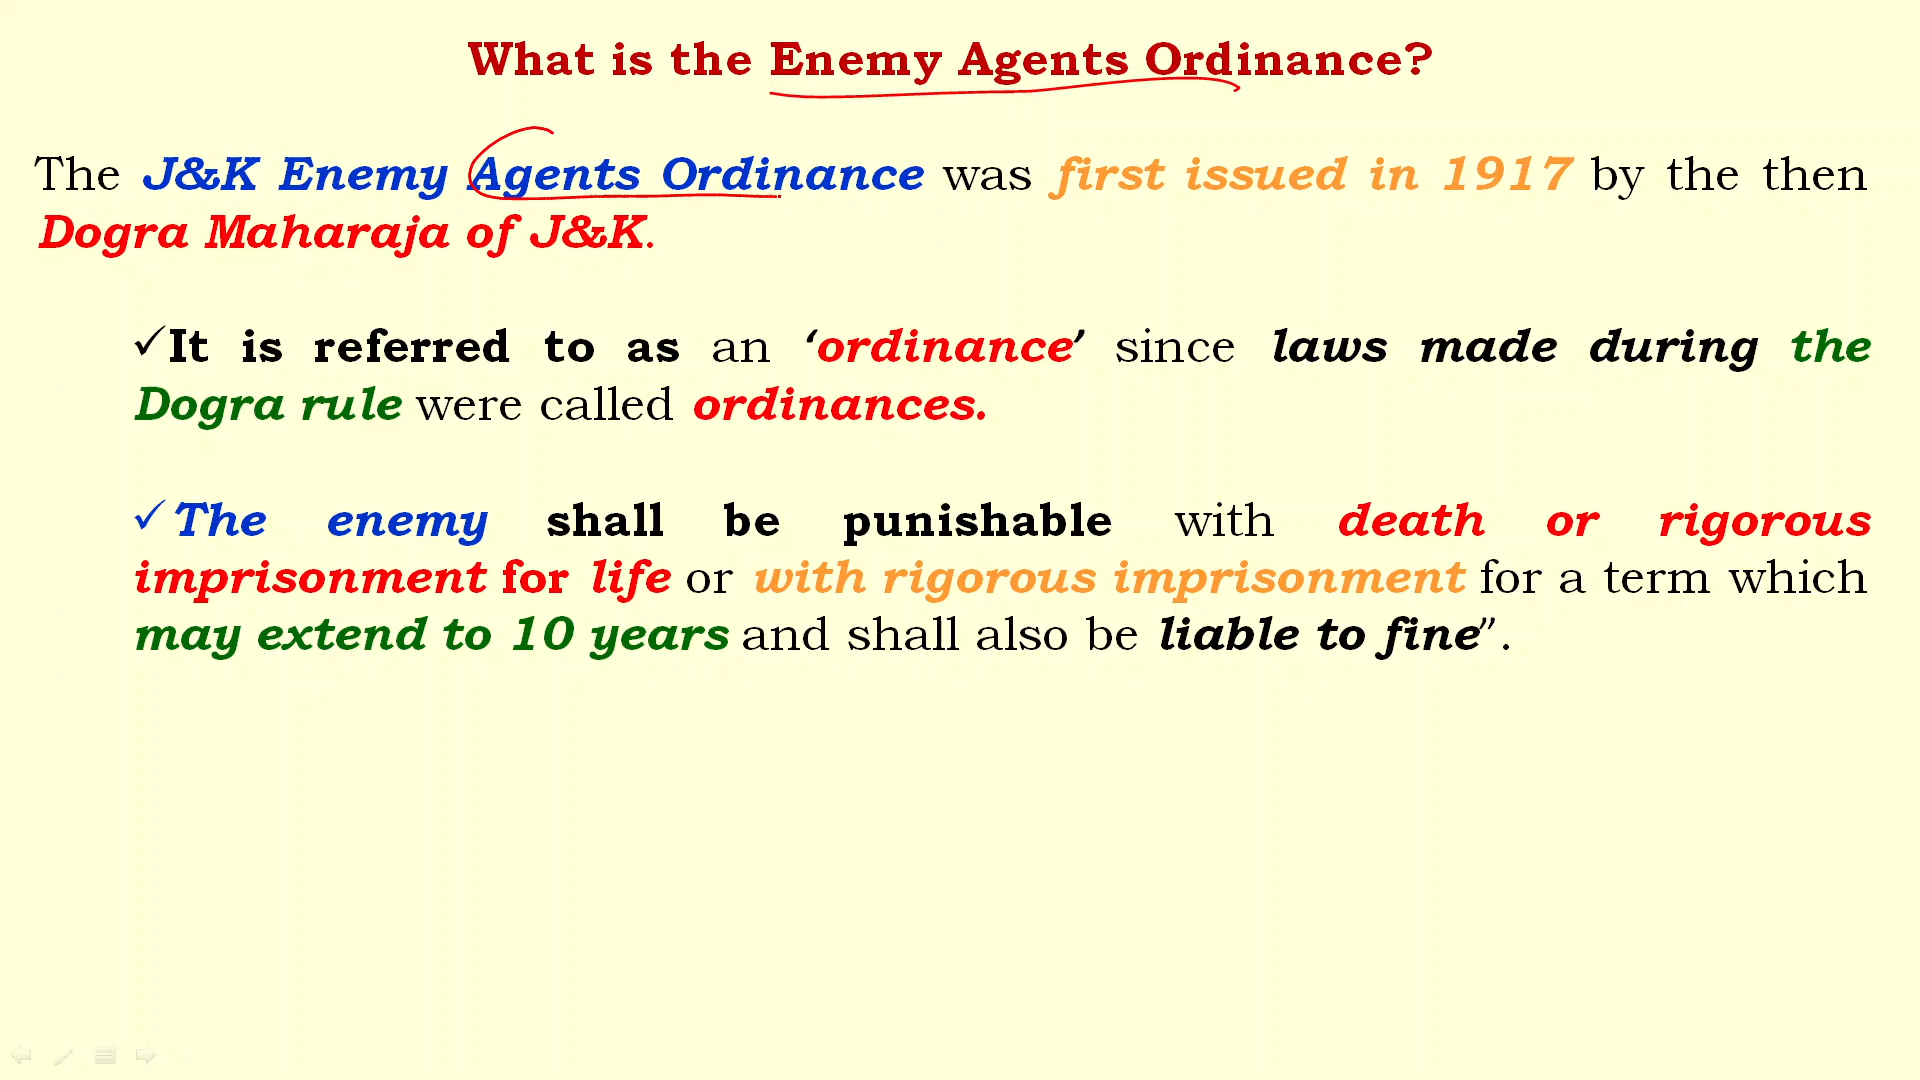 What is the Enemy Agents Ordinance?
The J&K Enemy Agents Ordinance was first issued in 1917 by the then
Dogra Maharaja of J&K.
✓It is referred to as an ‘ordinance’ since laws made during the
Dogra rule were called ordinances.
✓The enemy shall be punishable with death or rigorous
imprisonment for life or with rigorous imprisonment for a term which
may extend to 10 years and shall also be liable to fine”.